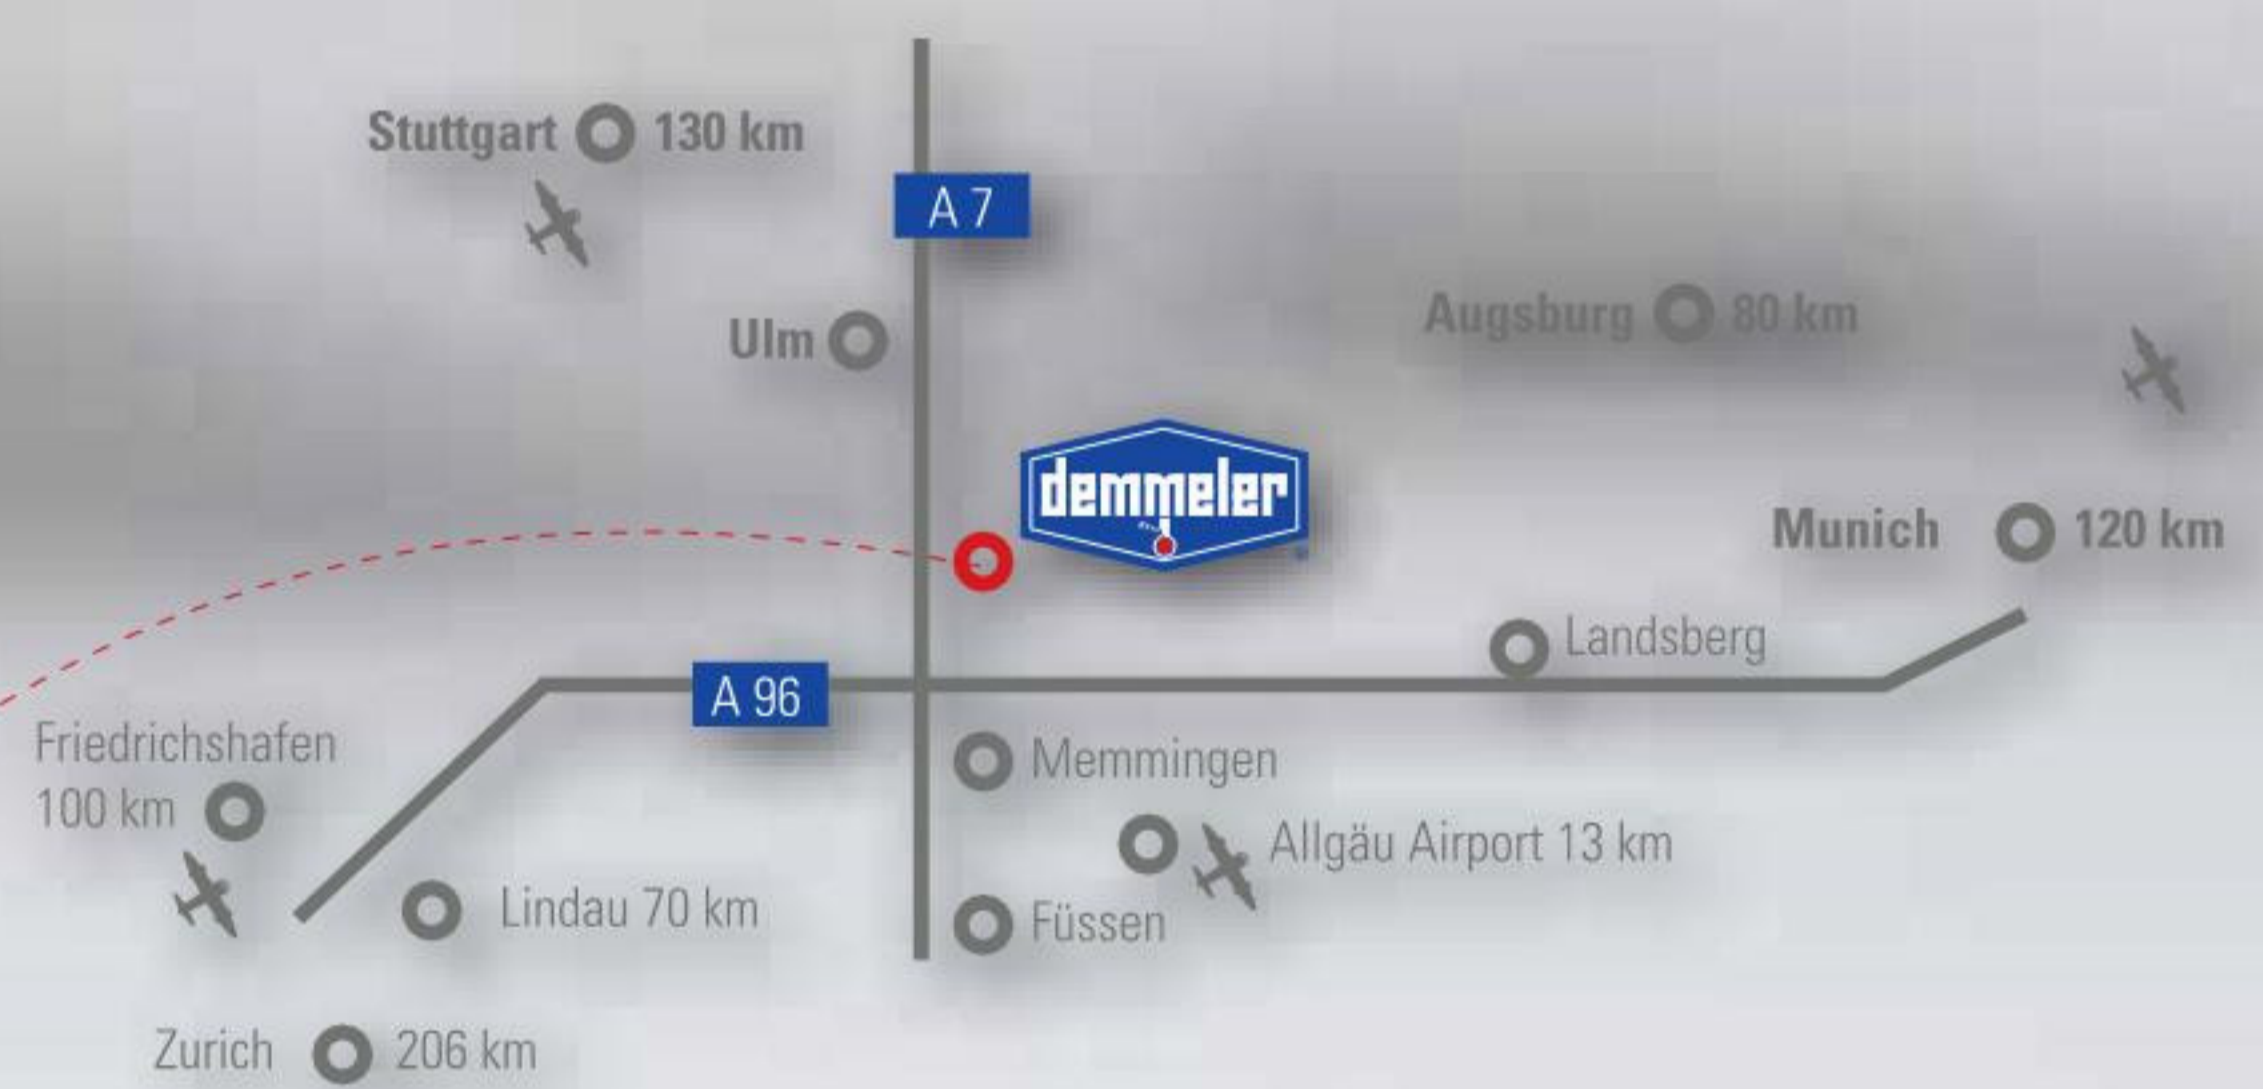 Stuttgart 130 km
A 7
Ulm
Augsburg 80 km
demmeler
Munich 120 km
Landsberg
A 96
Friedrichshafen
100 km
Memmingen
Allgäu Airport 13 km
Lindau 70 km
Füssen
Zurich 206 km